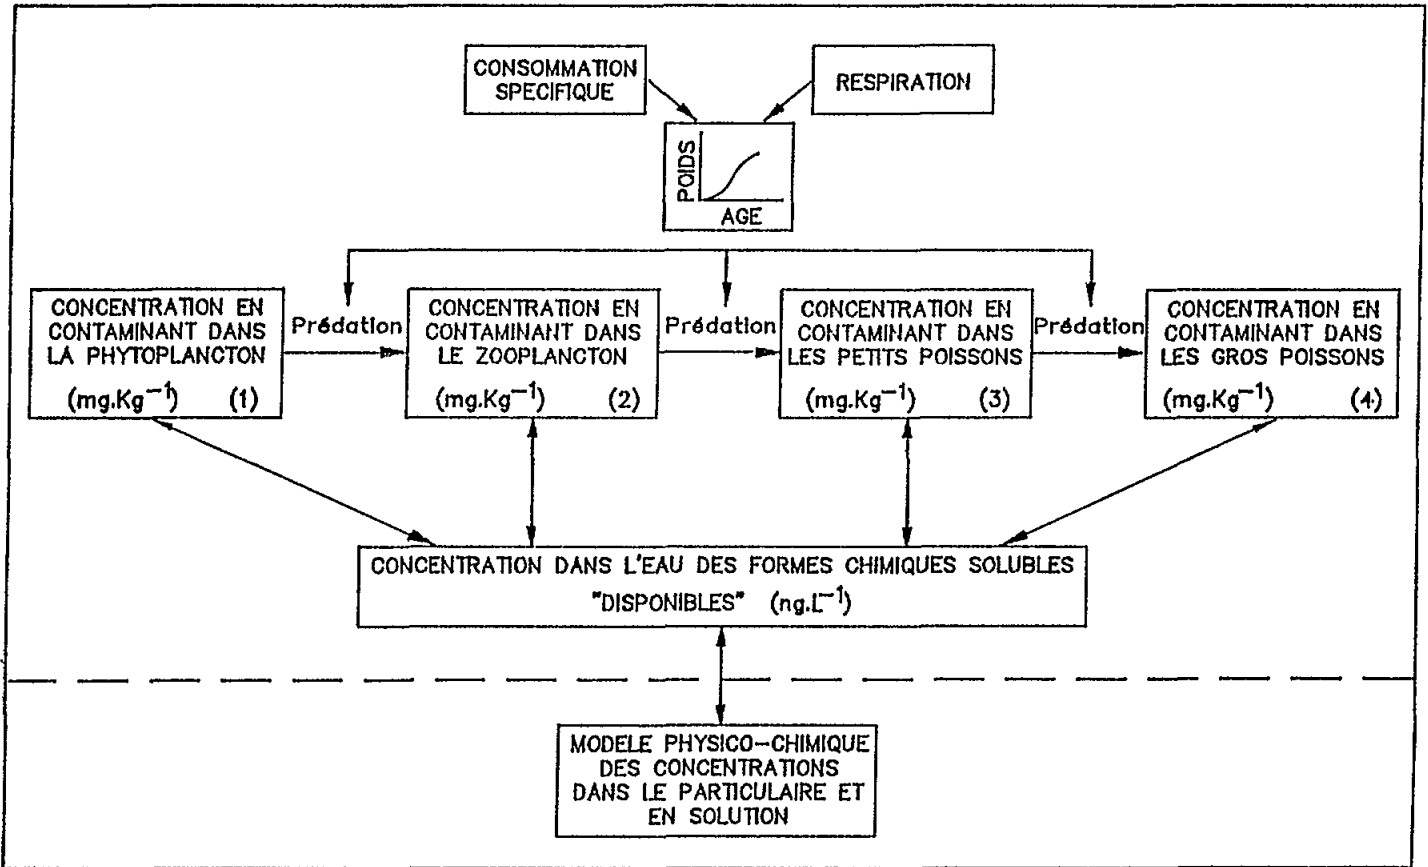 CONSOMMATION
SPECIFIQUE
RESPIRATION
POIDS
AGE
CONCENTRATION EN
CONTAMINANT DANS
LA PHYTOPLANCTON
(mg.Kg⁻¹) (1)
Prédation
CONCENTRATION EN
CONTAMINANT DANS
LE ZOOPLANCTON
(mg.Kg⁻¹) (2)
Prédation
CONCENTRATION EN
CONTAMINANT DANS
LES PETITS POISSONS
(mg.Kg⁻¹) (3)
Prédation
CONCENTRATION EN
CONTAMINANT DANS
LES GROS POISSONS
(mg.Kg⁻¹) (4)
CONCENTRATION DANS L'EAU DES FORMES CHIMIQUES SOLUBLES
"DISPONIBLES" (ng.L⁻¹)
MODELE PHYSICO-CHIMIQUE
DES CONCENTRATIONS
DANS LE PARTICULAIRE ET
EN SOLUTION